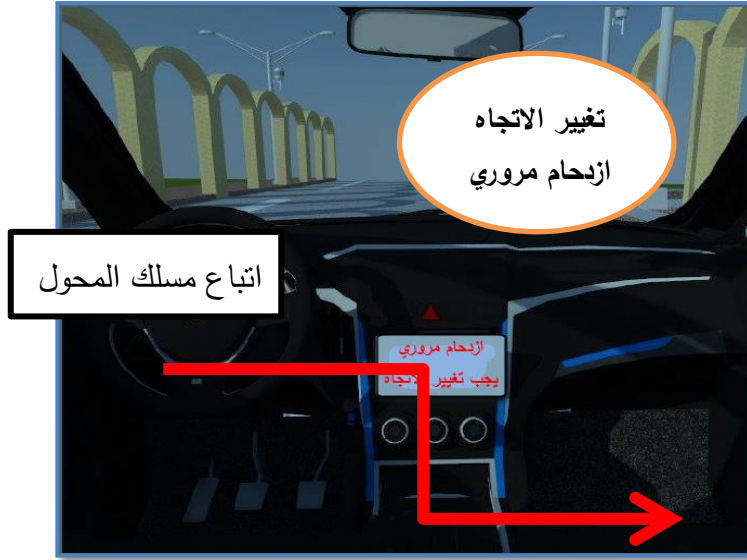 تغيير الاتجاه
ازدحام مروري
اتباع مسلك المحول
ازدحام مروري
يجب تغيير الاتجاه